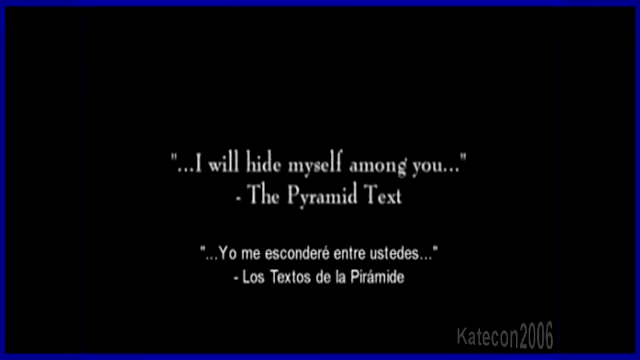 "...I will hide myself among you..."
- The Pyramid Text
"...Yo me esconderé entre ustedes..."
- Los Textos de la Pirámide
Katecon2006